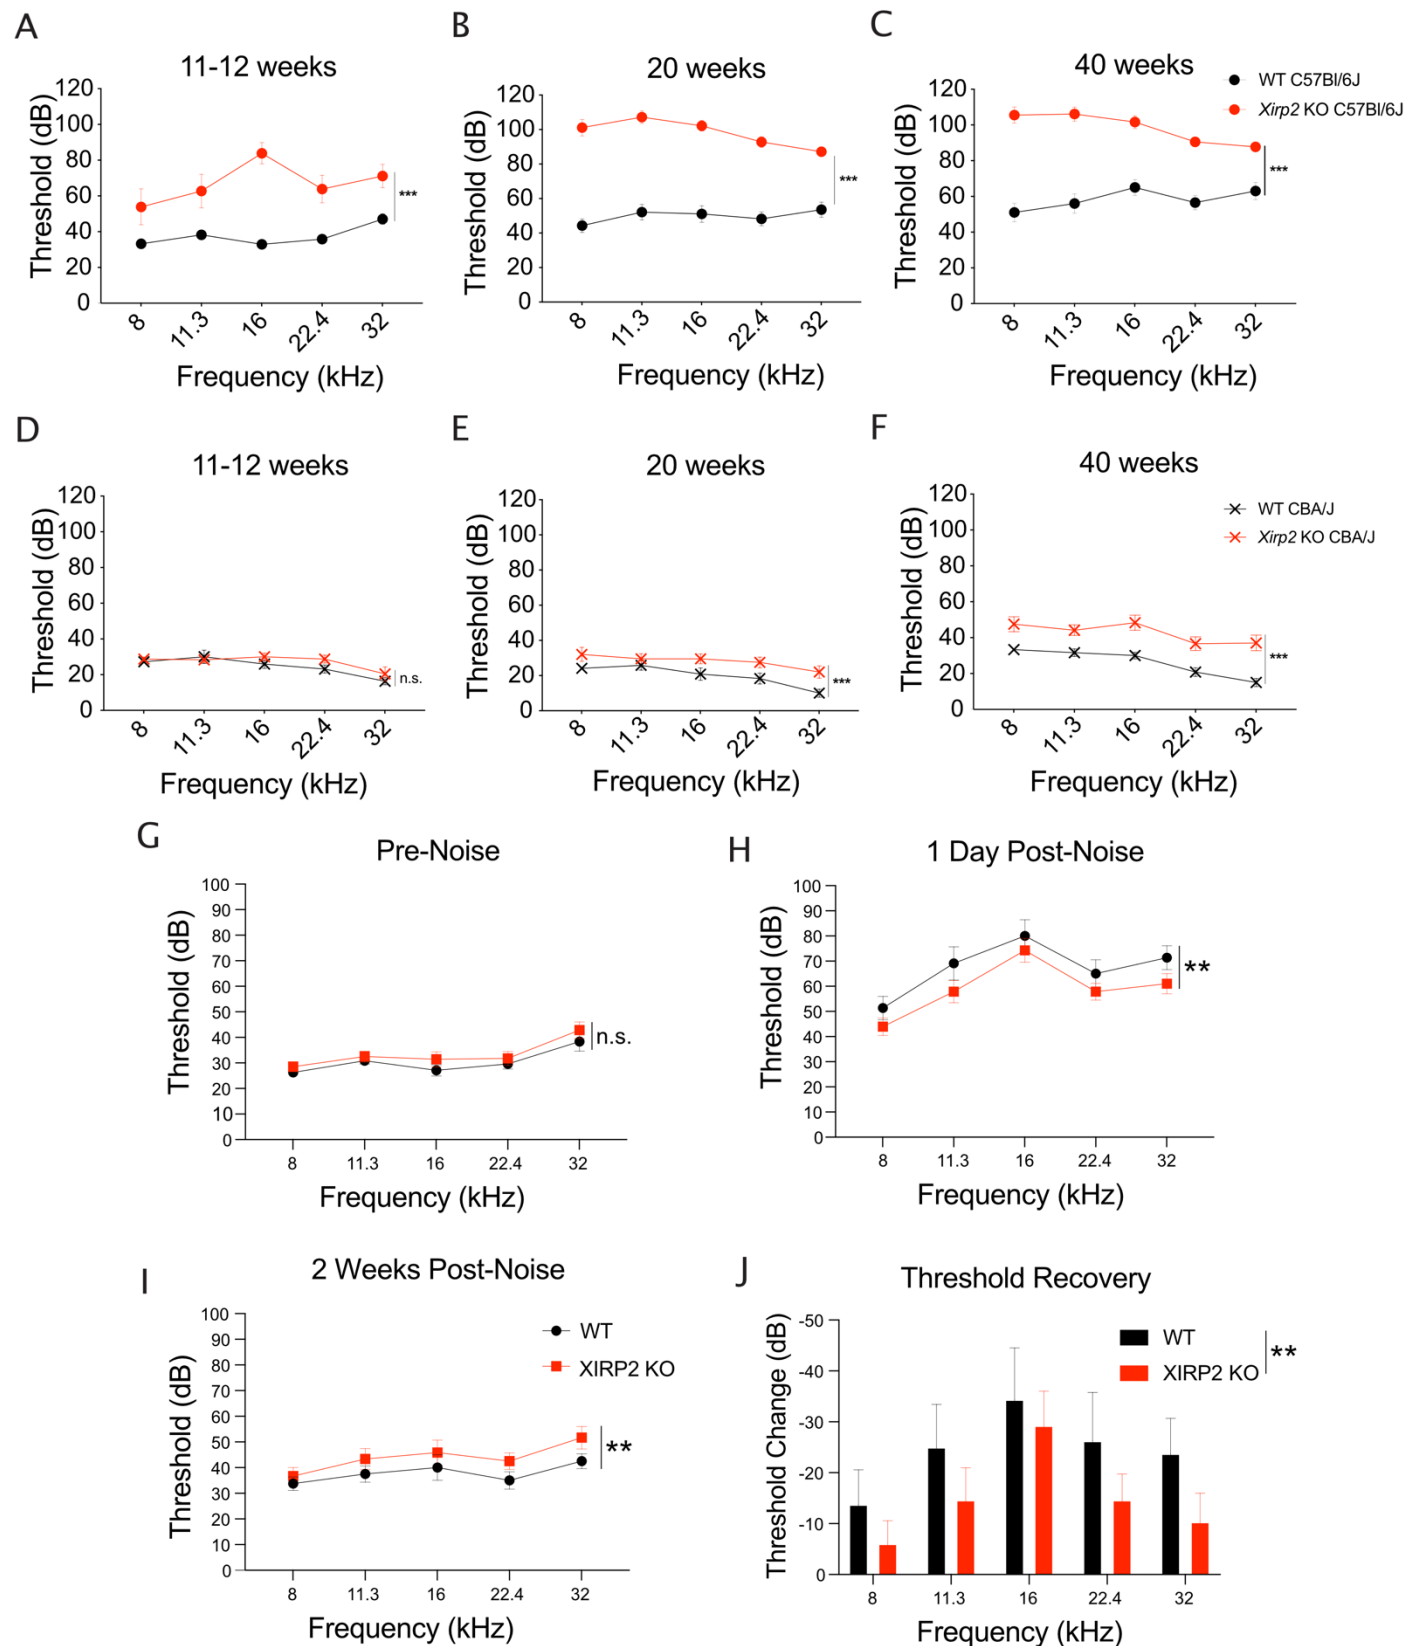 A
11-12 weeks
Threshold (dB)
120
100
80
60
40
20
0
8
11.3
16
22.4
32
Frequency (kHz)
***
B
20 weeks
Threshold (dB)
120
100
80
60
40
20
0
8
11.3
16
22.4
32
Frequency (kHz)
***
C
40 weeks
Threshold (dB)
120
100
80
60
40
20
0
8
11.3
16
22.4
32
Frequency (kHz)
***
WT C57Bl/6J
Xirp2 KO C57Bl/6J
D
11-12 weeks
Threshold (dB)
120
100
80
60
40
20
0
8
11.3
16
22.4
32
Frequency (kHz)
n.s.
E
20 weeks
Threshold (dB)
120
100
80
60
40
20
0
8
11.3
16
22.4
32
Frequency (kHz)
***
F
40 weeks
Threshold (dB)
120
100
80
60
40
20
0
8
11.3
16
22.4
32
Frequency (kHz)
***
WT CBA/J
Xirp2 KO CBA/J
G
Pre-Noise
Threshold (dB)
100
90
80
70
60
50
40
30
20
10
0
8
11.3
16
22.4
32
Frequency (kHz)
n.s.
H
1 Day Post-Noise
Threshold (dB)
100
90
80
70
60
50
40
30
20
10
0
8
11.3
16
22.4
32
Frequency (kHz)
**
I
2 Weeks Post-Noise
Threshold (dB)
100
90
80
70
60
50
40
30
20
10
0
8
11.3
16
22.4
32
Frequency (kHz)
WT
XIRP2 KO
**
J
Threshold Recovery
Threshold Change (dB)
-50
-40
-30
-20
-10
0
8
11.3
16
22.4
32
Frequency (kHz)
WT
XIRP2 KO
**